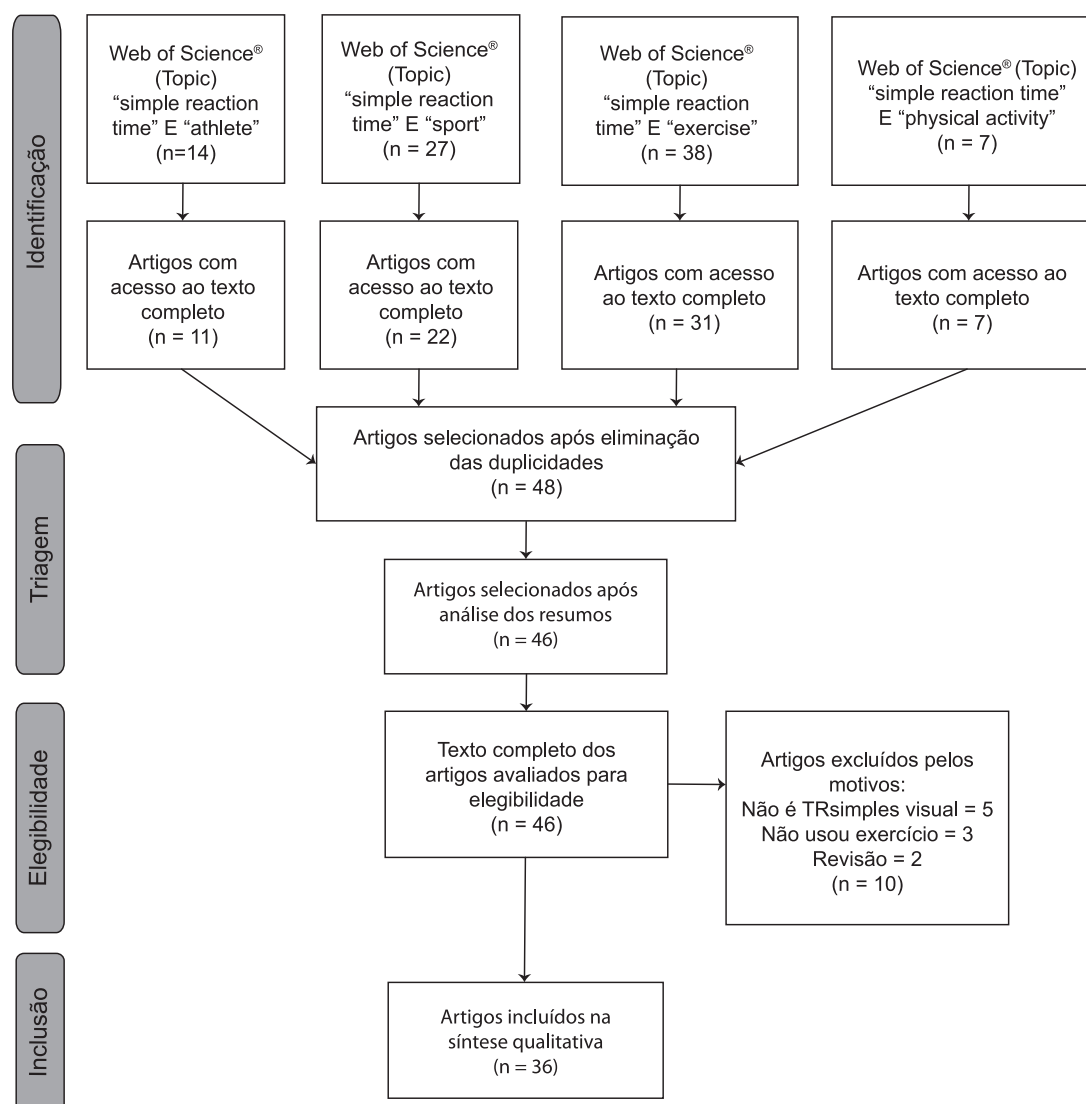 Identificação
Web of Science®
(Topic)
“simple reaction
time” E “athlete”
(n=14)
Web of Science®
(Topic)
“simple reaction
time” E “sport”
(n = 27)
Web of Science®
(Topic)
“simple reaction
time” E “exercise”
(n = 38)
Web of Science® (Topic)
“simple reaction time”
E “physical activity”
(n = 7)
Artigos com
acesso ao texto
completo
(n = 11)
Artigos com
acesso ao texto
completo
(n = 22)
Artigos com acesso
ao texto completo
(n = 31)
Artigos com acesso ao
texto completo
(n = 7)
Triagem
Artigos selecionados após eliminação
das duplicidades
(n = 48)
Artigos selecionados após
análise dos resumos
(n = 46)
Elegibilidade
Texto completo dos
artigos avaliados para
elegibilidade
(n = 46)
Artigos excluídos pelos
motivos:
Não é TRsimples visual = 5
Não usou exercício = 3
Revisão = 2
(n = 10)
Inclusão
Artigos incluídos na
síntese qualitativa
(n = 36)